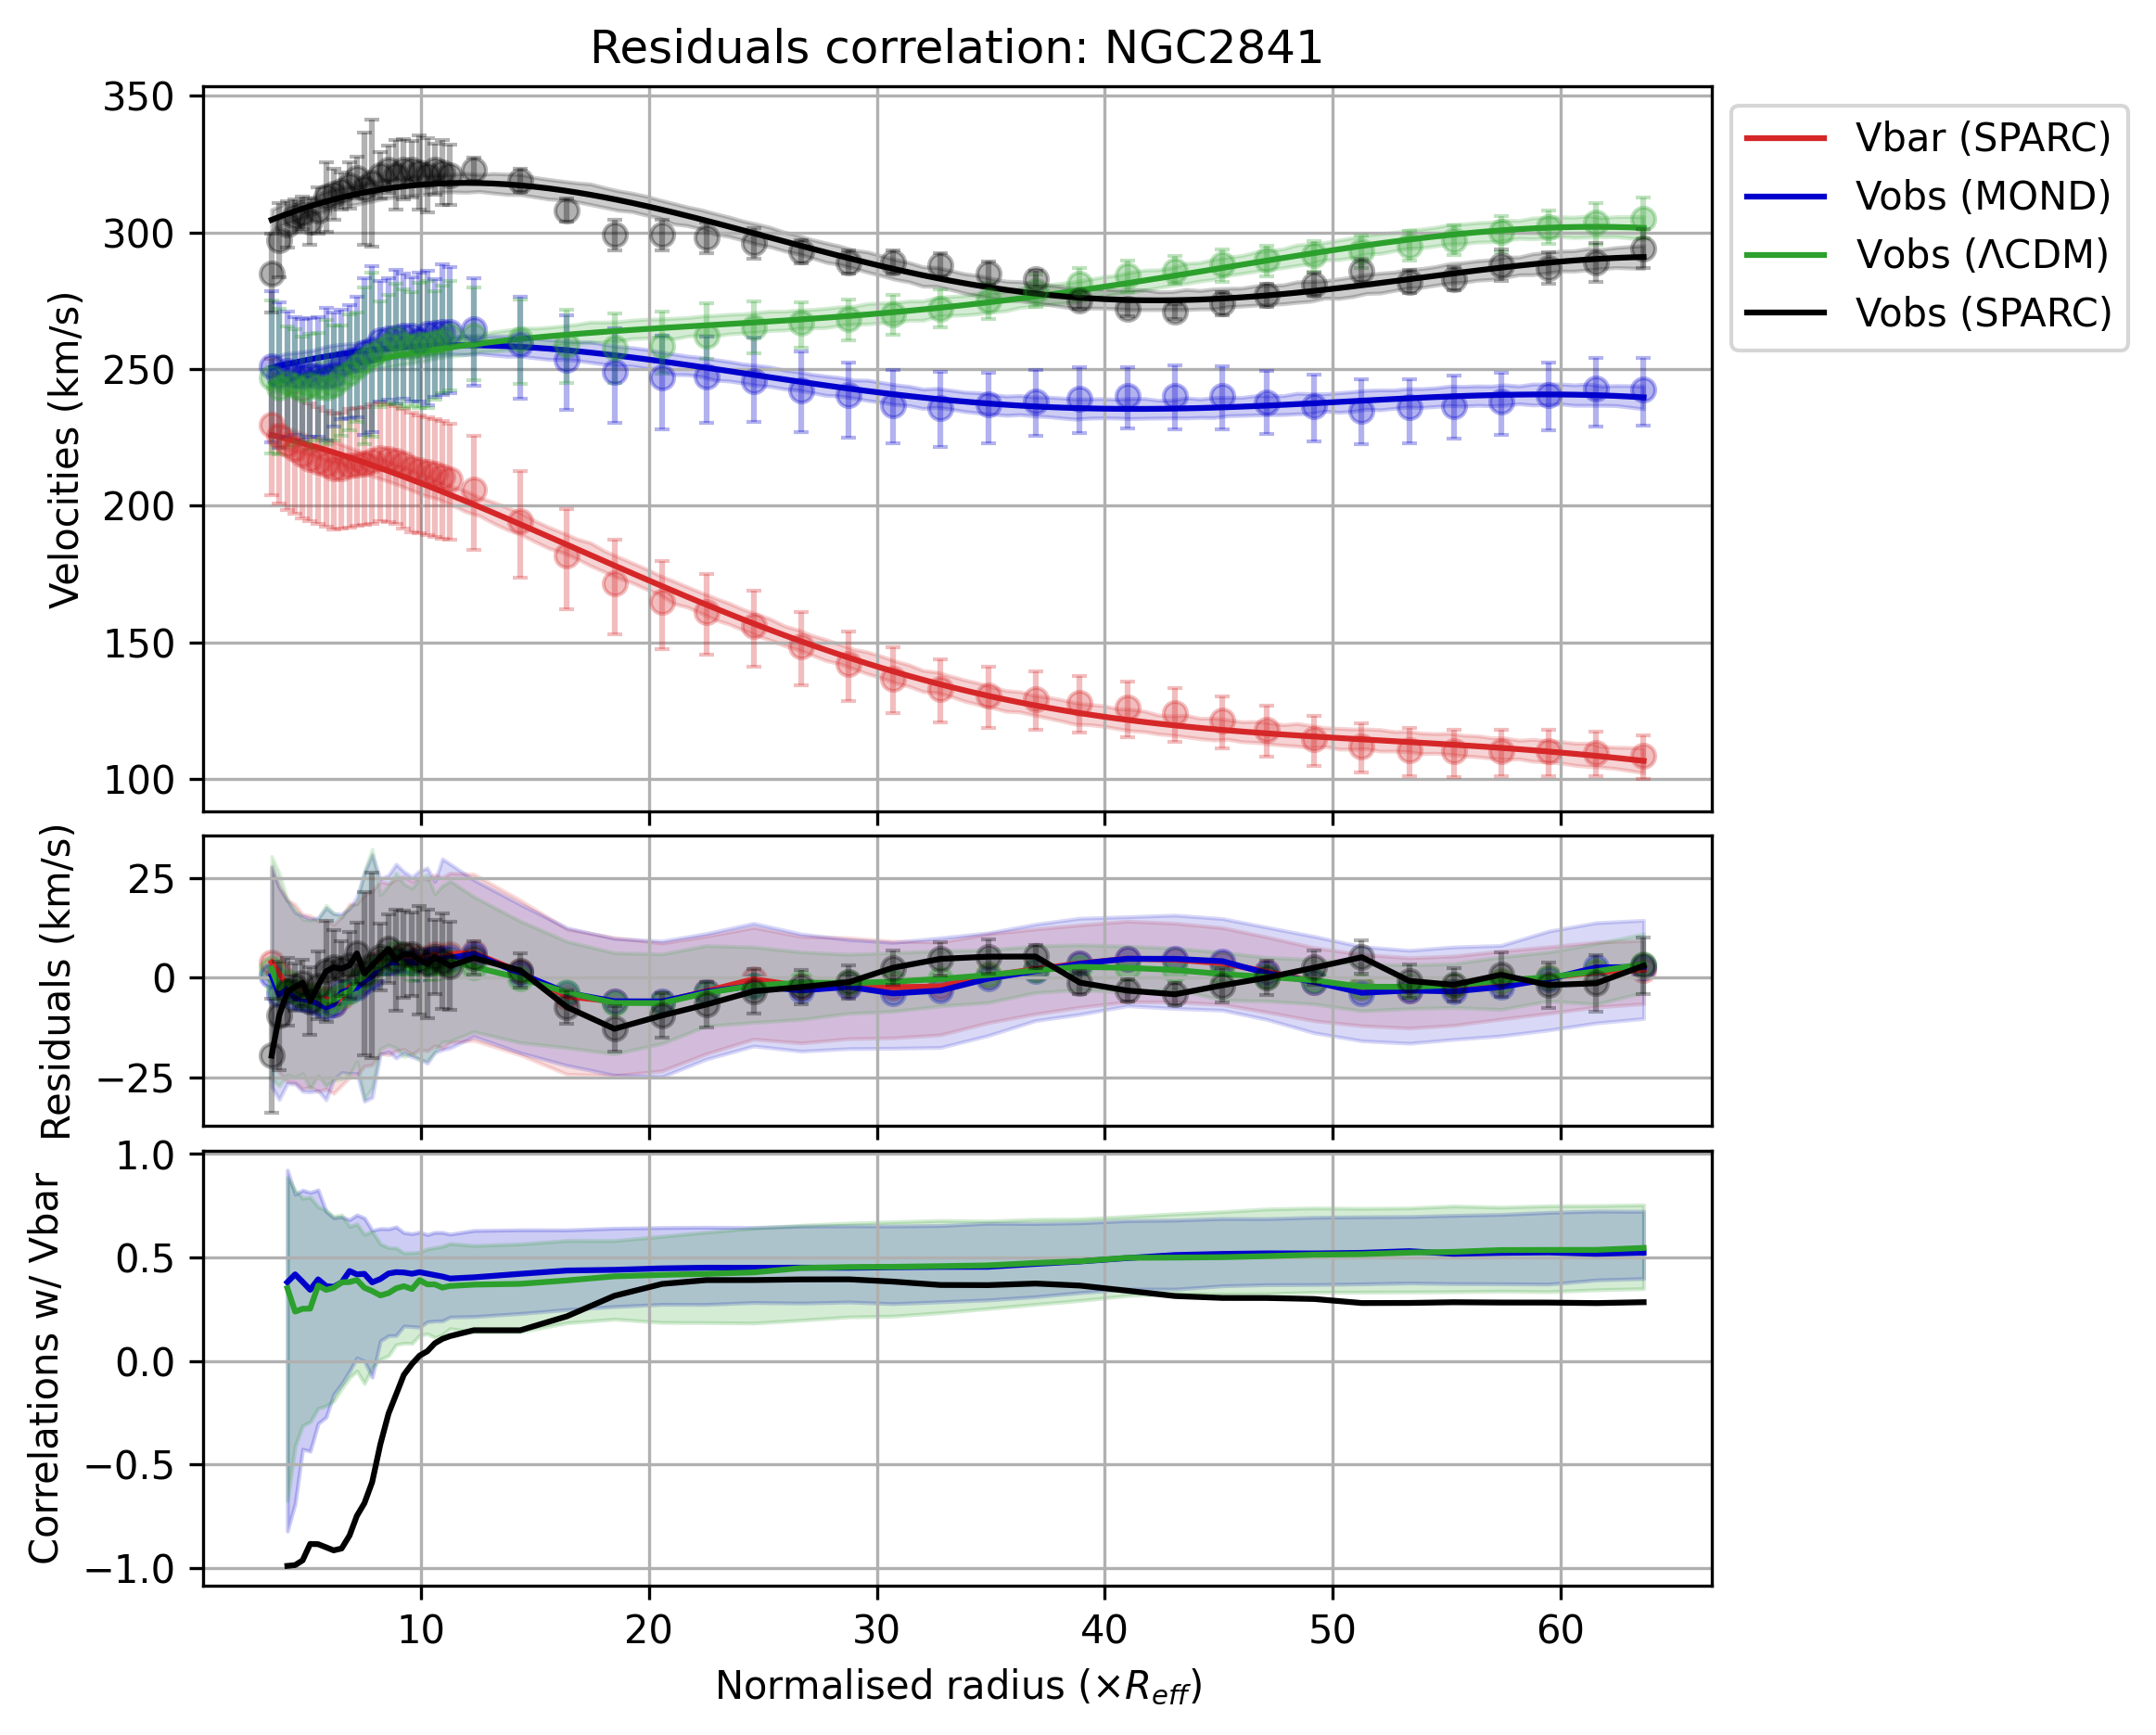 Residuals correlation: NGC2841
Velocities (km/s)
350
300
250
200
150
100
Vbar (SPARC)
Vobs (MOND)
Vobs (ΛCDM)
Vobs (SPARC)
Residuals (km/s)
25
0
−25
Correlations w/ Vbar
1.0
0.5
0.0
−0.5
−1.0
10 20 30 40 50 60
Normalised radius (×R_eff)